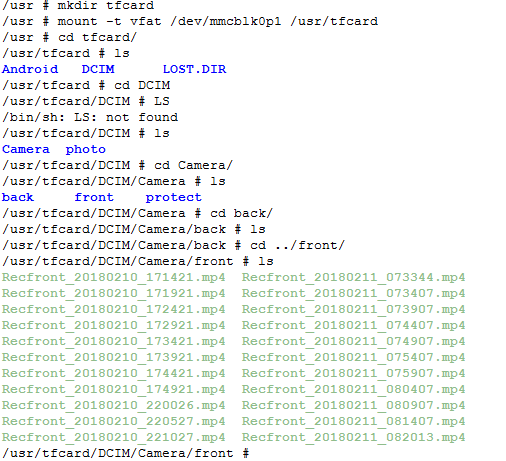 /usr # mkdir tfcard
/usr # mount -t vfat /dev/mmcblk0p1 /usr/tfcard
/usr # cd tfcard/
/usr/tfcard # ls
Android   DCIM      LOST.DIR
/usr/tfcard # cd DCIM
/usr/tfcard/DCIM # LS
/bin/sh: LS: not found
/usr/tfcard/DCIM # ls
Camera  photo
/usr/tfcard/DCIM # cd Camera/
/usr/tfcard/DCIM/Camera # ls
back     front    protect
/usr/tfcard/DCIM/Camera # cd back/
/usr/tfcard/DCIM/Camera/back # ls
/usr/tfcard/DCIM/Camera/back # cd ../front/
/usr/tfcard/DCIM/Camera/front # ls
Recfront_20180210_171421.mp4  Recfront_20180211_073344.mp4
Recfront_20180210_171921.mp4  Recfront_20180211_073407.mp4
Recfront_20180210_172421.mp4  Recfront_20180211_073907.mp4
Recfront_20180210_172921.mp4  Recfront_20180211_074407.mp4
Recfront_20180210_173421.mp4  Recfront_20180211_074907.mp4
Recfront_20180210_173921.mp4  Recfront_20180211_075407.mp4
Recfront_20180210_174421.mp4  Recfront_20180211_075907.mp4
Recfront_20180210_174921.mp4  Recfront_20180211_080407.mp4
Recfront_20180210_220026.mp4  Recfront_20180211_080907.mp4
Recfront_20180210_220527.mp4  Recfront_20180211_081407.mp4
Recfront_20180210_221027.mp4  Recfront_20180211_082013.mp4
/usr/tfcard/DCIM/Camera/front #